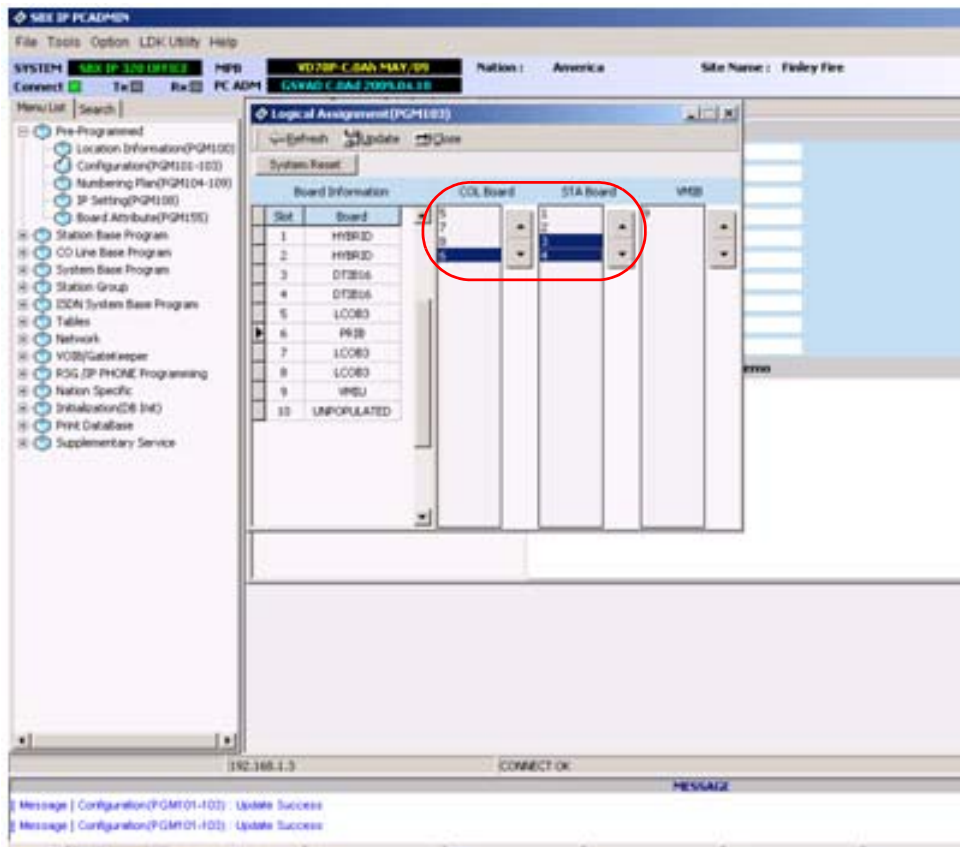 SBX IP PCADMIN
File Tools Option LDK Utility Help
SYSTEM SBX IP 320 OFFICE MPB VD70P-C.0Ah MAY/09 Nation : America Site Name : Finley Fire
Connect Tx Rx PC ADM GSVAD C.0Ad 2009.04.10
Menu List Search
Pre-Programmed
Location Information(PGM100)
Configuration(PGM101-103)
Numbering Plan(PGM104-109)
IP Setting(PGM108)
Board Attribute(PGM155)
Station Base Program
CO Line Base Program
System Base Program
Station Group
ISDN System Base Program
Tables
Network
VOIB/GateKeeper
RSG /IP PHONE Programming
Nation Specific
Initialization(DB Init)
Print DataBase
Supplementary Service
Logical Assignment(PGM103)
Refresh Update Close
System Reset
Board Information COL Board STA Board VMIB
Slot Board
1 HYBRID
2 HYBRID
3 DTIB16
4 DTIB16
5 LCOB3
6 PRIB
7 LCOB3
8 LCOB3
9 VMIU
10 UNPOPULATED
5
7
8
6
1
2
3
4
9
192.168.1.3 CONNECT OK
MESSAGE
[ Message ] Configuration(PGM101-103) : Update Success
[ Message ] Configuration(PGM101-103) : Update Success